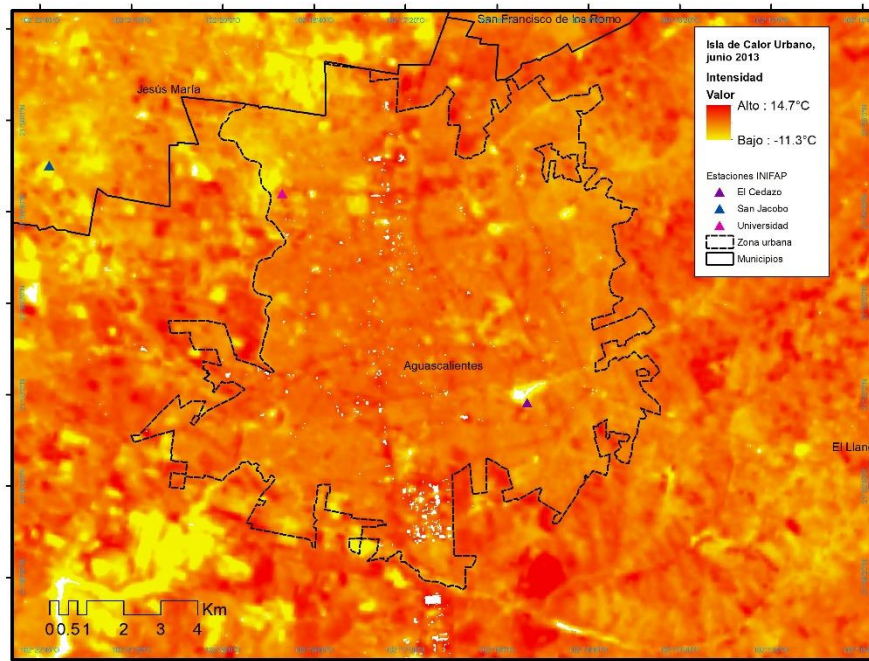 San Francisco de los Romo
Jesús María
Aguascalientes
El Llano
Isla de Calor Urbano,
junio 2013
Intensidad
Valor
Alto : 14.7°C
Bajo : -11.3°C
Estaciones INIFAP
El Cedazo
San Jacobo
Universidad
Zona urbana
Municipios
Km
0 0.5 1 2 3 4